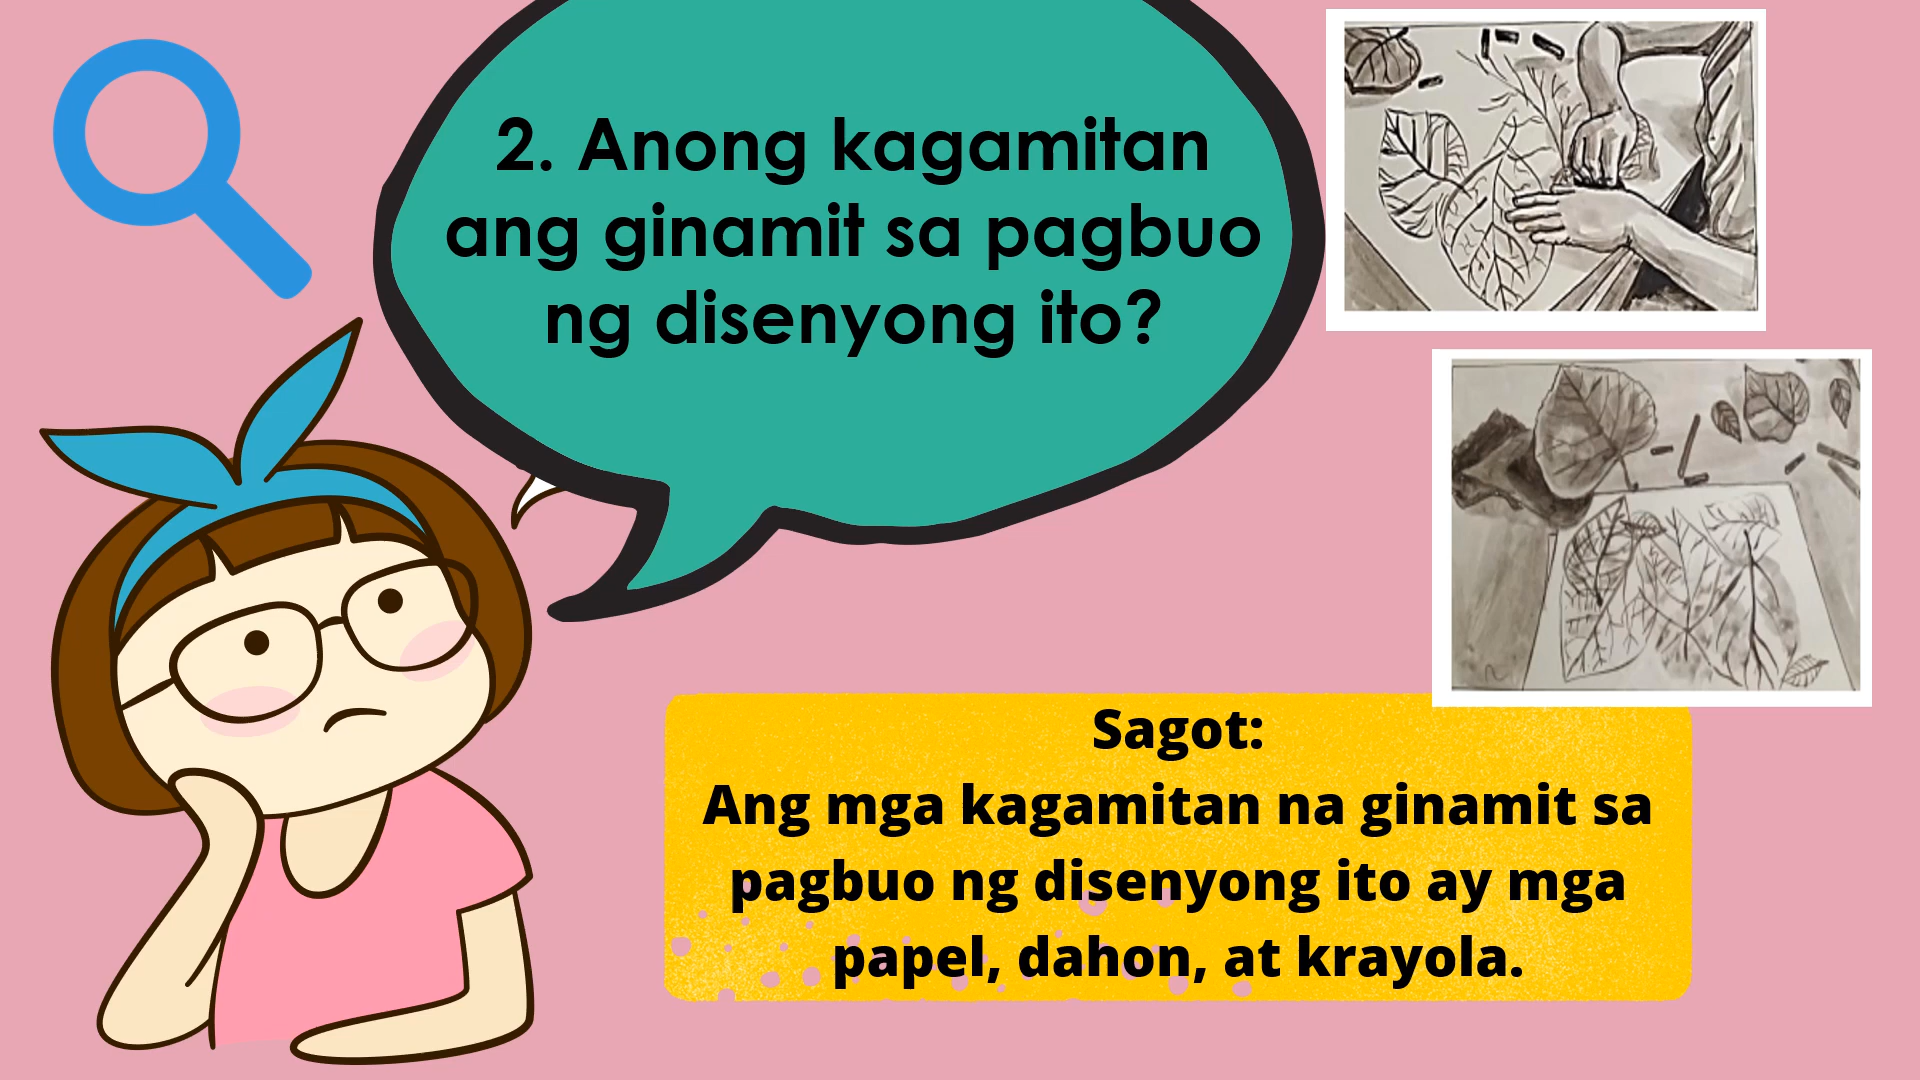 2. Anong kagamitan
ang ginamit sa pagbuo
ng disenyong ito?
Sagot:
Ang mga kagamitan na ginamit sa
pagbuo ng disenyong ito ay mga
papel, dahon, at krayola.